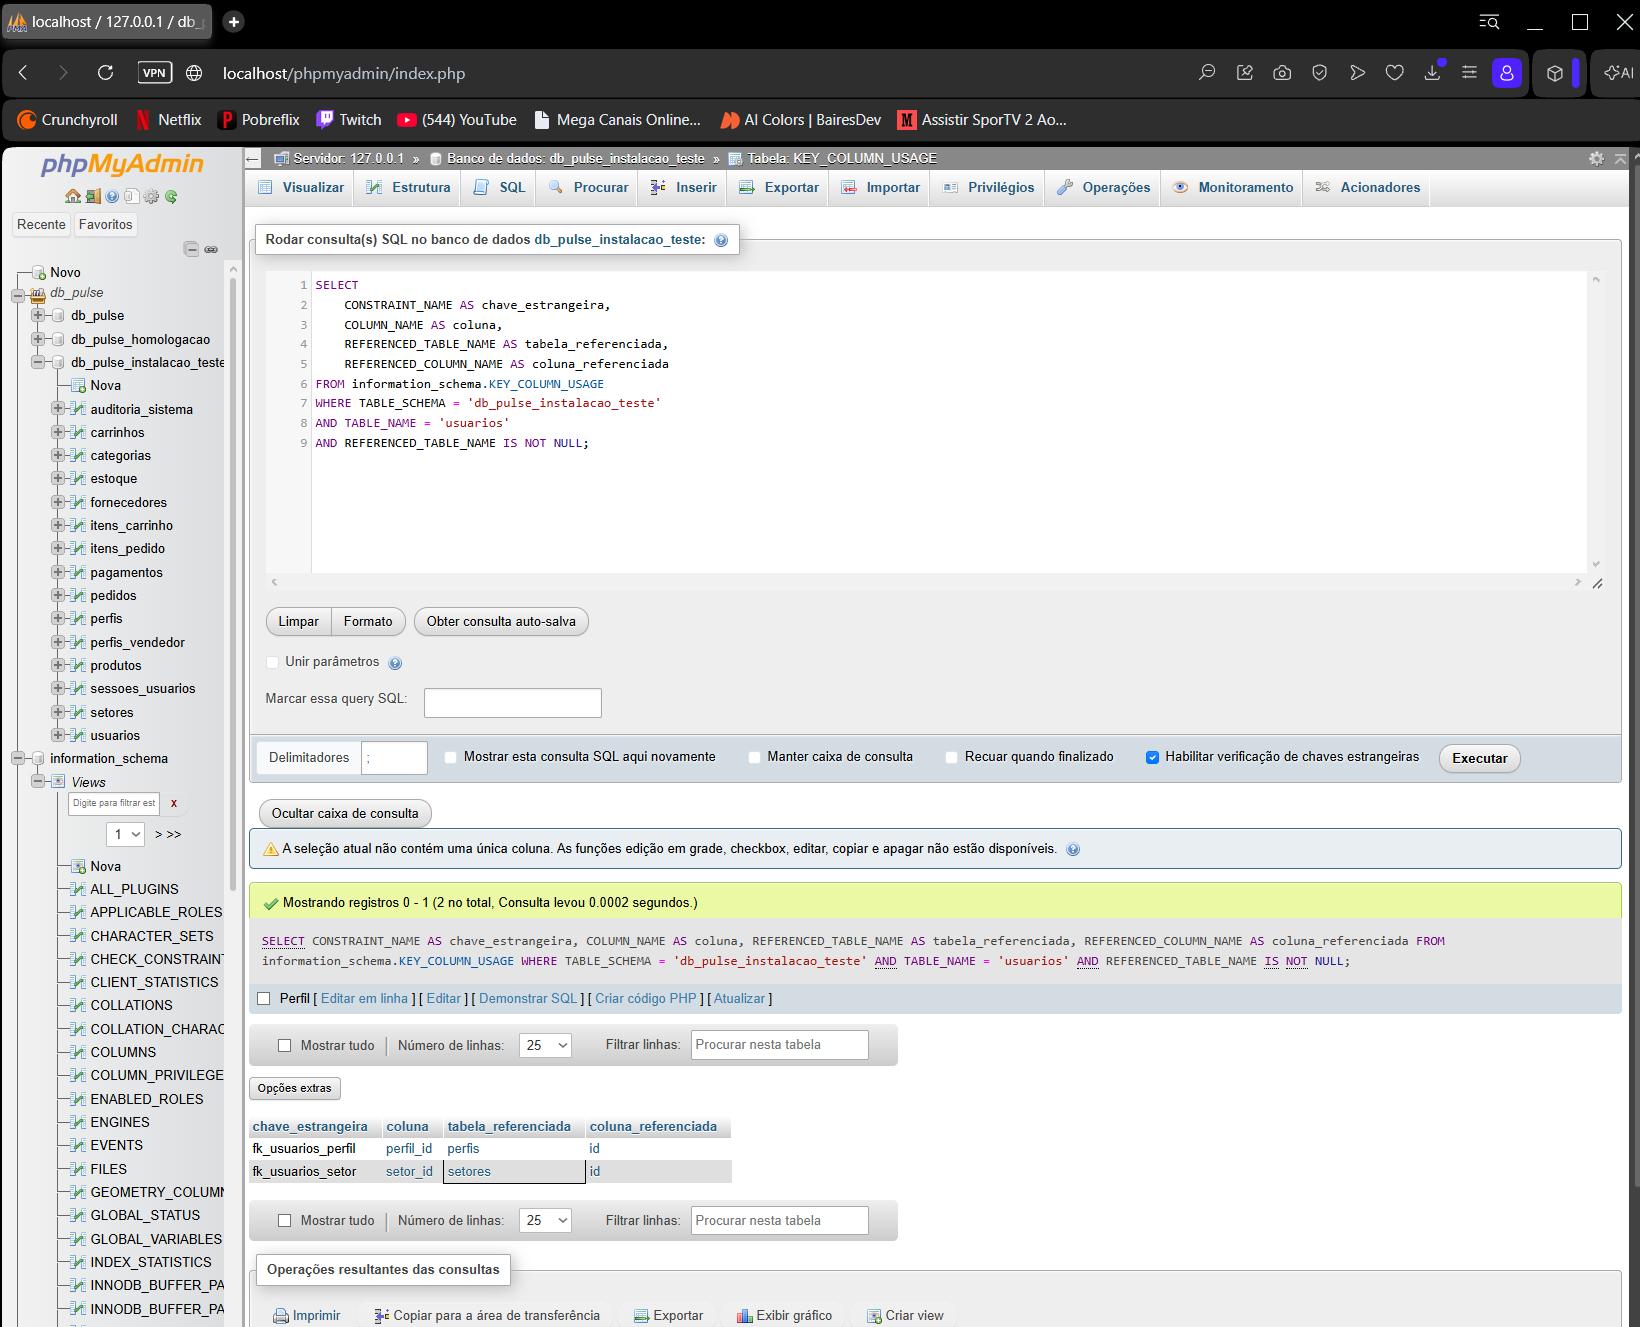 localhost / 127.0.0.1 / db_
VPN
localhost/phpmyadmin/index.php
AI
Crunchyroll
Netflix
Pobreflix
Twitch
(544) YouTube
Mega Canais Online...
AI Colors | BairesDev
Assistir SporTV 2 Ao...
phpMyAdmin
Recente
Favoritos
Novo
db_pulse
db_pulse
db_pulse_homologacao
db_pulse_instalacao_teste
Nova
auditoria_sistema
carrinhos
categorias
estoque
fornecedores
itens_carrinho
itens_pedido
pagamentos
pedidos
perfis
perfis_vendedor
produtos
sessoes_usuarios
setores
usuarios
information_schema
Views
Digite para filtrar est
x
1
> >>
Nova
ALL_PLUGINS
APPLICABLE_ROLES
CHARACTER_SETS
CHECK_CONSTRAINT
CLIENT_STATISTICS
COLLATIONS
COLLATION_CHARAC
COLUMNS
COLUMN_PRIVILEGE
ENABLED_ROLES
ENGINES
EVENTS
FILES
GEOMETRY_COLUMN
GLOBAL_STATUS
GLOBAL_VARIABLES
INDEX_STATISTICS
INNODB_BUFFER_PA
INNODB_BUFFER_PA
Servidor: 127.0.0.1 » Banco de dados: db_pulse_instalacao_teste » Tabela: KEY_COLUMN_USAGE
Visualizar
Estrutura
SQL
Procurar
Inserir
Exportar
Importar
Privilégios
Operações
Monitoramento
Acionadores
Rodar consulta(s) SQL no banco de dados db_pulse_instalacao_teste:
1 SELECT
2 CONSTRAINT_NAME AS chave_estrangeira,
3 COLUMN_NAME AS coluna,
4 REFERENCED_TABLE_NAME AS tabela_referenciada,
5 REFERENCED_COLUMN_NAME AS coluna_referenciada
6 FROM information_schema.KEY_COLUMN_USAGE
7 WHERE TABLE_SCHEMA = 'db_pulse_instalacao_teste'
8 AND TABLE_NAME = 'usuarios'
9 AND REFERENCED_TABLE_NAME IS NOT NULL;
Limpar
Formato
Obter consulta auto-salva
Unir parâmetros
Marcar essa query SQL:
Delimitadores ;
Mostrar esta consulta SQL aqui novamente
Manter caixa de consulta
Recuar quando finalizado
Habilitar verificação de chaves estrangeiras
Executar
Ocultar caixa de consulta
A seleção atual não contém uma única coluna. As funções edição em grade, checkbox, editar, copiar e apagar não estão disponíveis.
Mostrando registros 0 - 1 (2 no total, Consulta levou 0.0002 segundos.)
SELECT CONSTRAINT_NAME AS chave_estrangeira, COLUMN_NAME AS coluna, REFERENCED_TABLE_NAME AS tabela_referenciada, REFERENCED_COLUMN_NAME AS coluna_referenciada FROM
information_schema.KEY_COLUMN_USAGE WHERE TABLE_SCHEMA = 'db_pulse_instalacao_teste' AND TABLE_NAME = 'usuarios' AND REFERENCED_TABLE_NAME IS NOT NULL;
Perfil [ Editar em linha ] [ Editar ] [ Demonstrar SQL ] [ Criar código PHP ] [ Atualizar ]
Mostrar tudo | Número de linhas: 25 Filtrar linhas: Procurar nesta tabela
Opções extras
chave_estrangeira coluna tabela_referenciada coluna_referenciada
fk_usuarios_perfil perfil_id perfis id
fk_usuarios_setor setor_id setores id
Mostrar tudo | Número de linhas: 25 Filtrar linhas: Procurar nesta tabela
Operações resultantes das consultas
Imprimir
Copiar para a área de transferência
Exportar
Exibir gráfico
Criar view